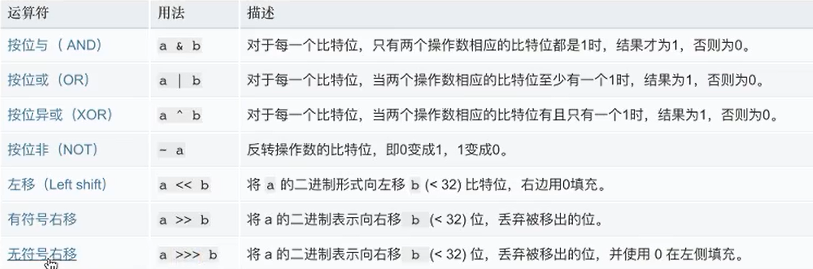 运算符 用法 描述
按位与（ AND） a & b 对于每一个比特位，只有两个操作数相应的比特位都是1时，结果才为1，否则为0。
按位或（OR） a | b 对于每一个比特位，当两个操作数相应的比特位至少有一个1时，结果为1，否则为0。
按位异或（XOR） a ^ b 对于每一个比特位，当两个操作数相应的比特位有且只有一个1时，结果为1，否则为0。
按位非（NOT） ~ a 反转操作数的比特位，即0变成1，1变成0。
左移（Left shift） a << b 将 a 的二进制形式向左移 b (< 32) 比特位，右边用0填充。
有符号右移 a >> b 将 a 的二进制表示向右移 b (< 32) 位，丢弃被移出的位。
无符号右移 a >>> b 将 a 的二进制表示向右移 b (< 32) 位，丢弃被移出的位，并使用 0 在左侧填充。